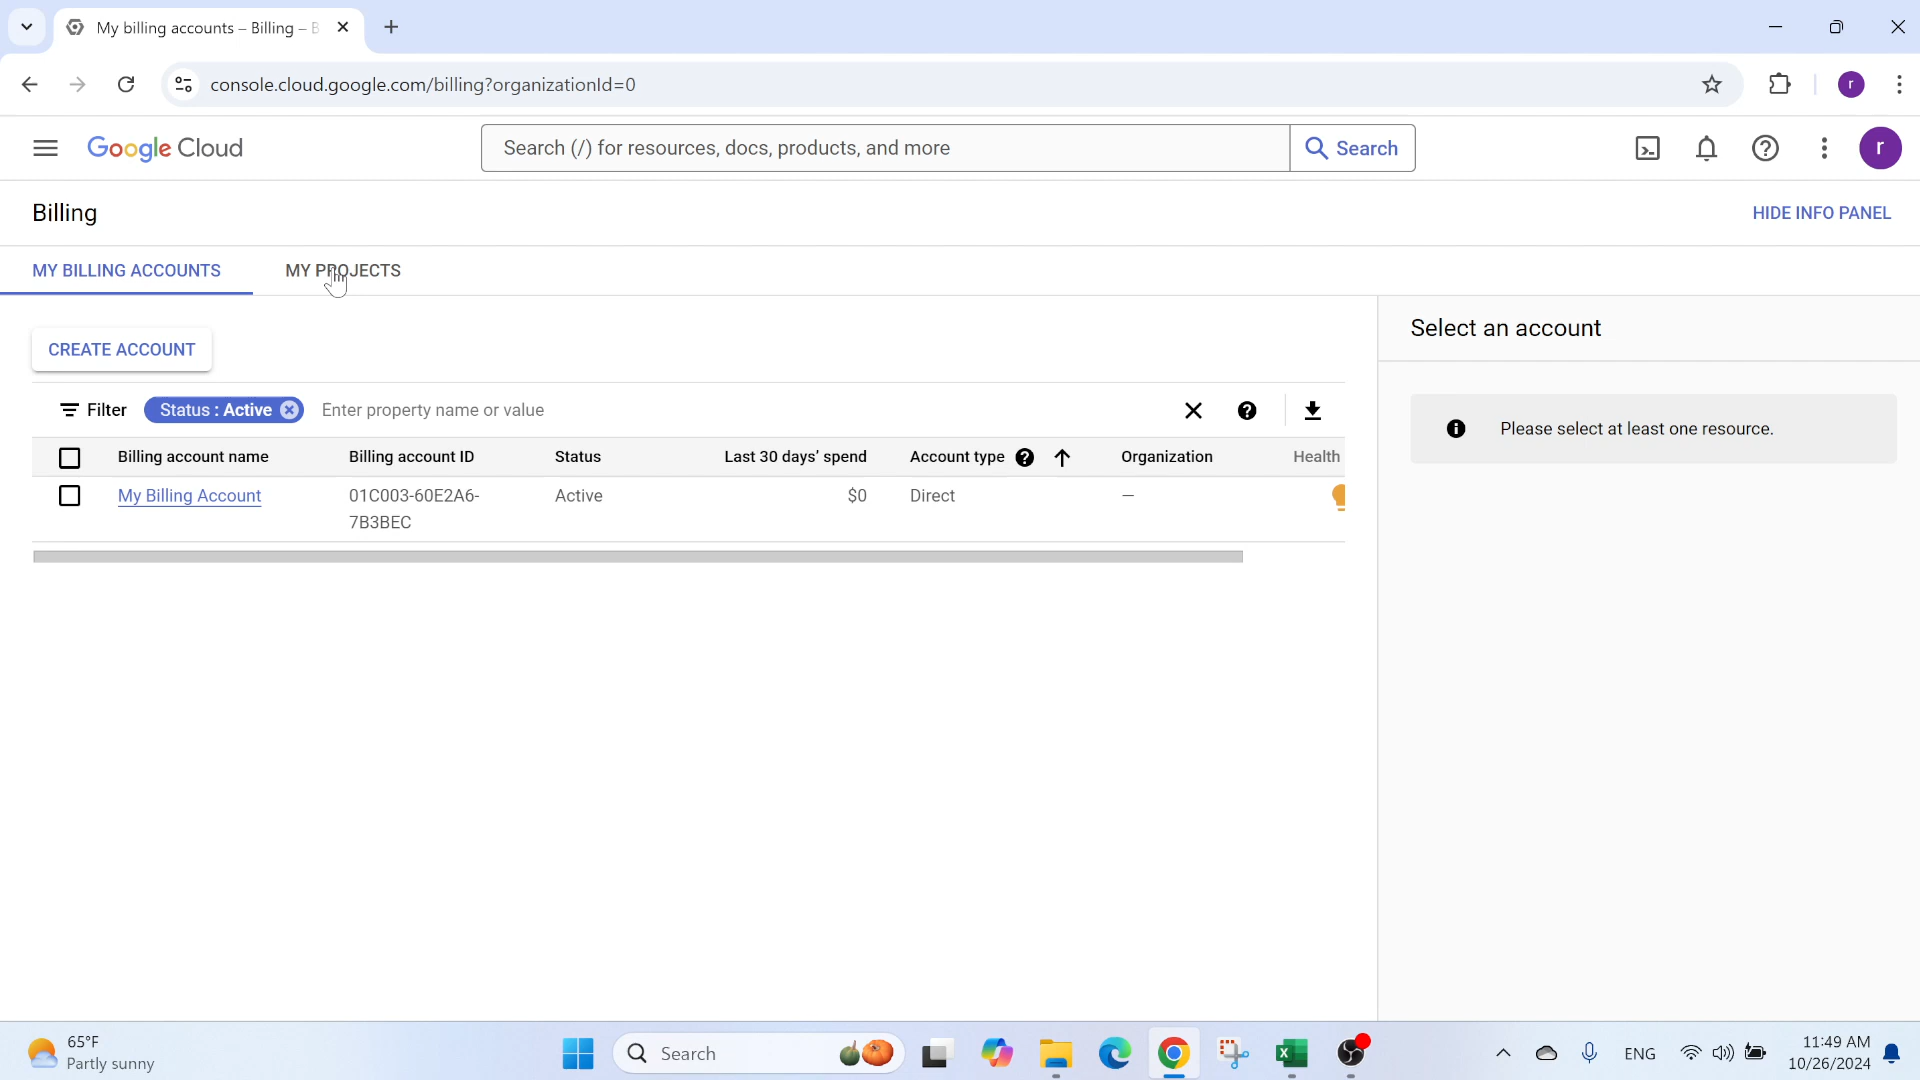 My billing accounts – Billing – B
console.cloud.google.com/billing?organizationId=0
r
Google Cloud
Search (/) for resources, docs, products, and more
Search
r
Billing
HIDE INFO PANEL
MY BILLING ACCOUNTS
MY PROJECTS
Select an account
CREATE ACCOUNT
Filter
Status : Active
Enter property name or value
Please select at least one resource.
Billing account name
Billing account ID
Status
Last 30 days’ spend
Account type
Organization
Health
My Billing Account
01C003-60E2A6-
7B3BEC
Active
$0
Direct
—
65°F
Partly sunny
Search
ENG
11:49 AM
10/26/2024